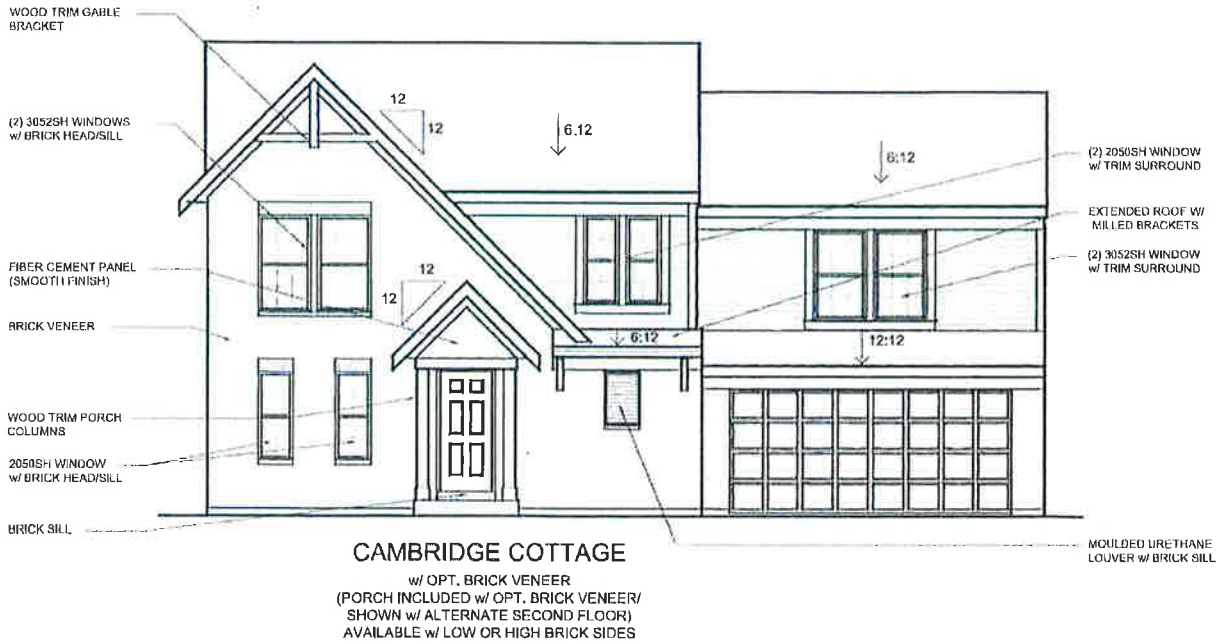 WOOD TRIM GABLE
BRACKET
(2) 3052SH WINDOWS
w/ BRICK HEAD/SILL
FIBER CEMENT PANEL
(SMOOTH FINISH)
BRICK VENEER
WOOD TRIM PORCH
COLUMNS
2050SH WINDOW
w/ BRICK HEAD/SILL
BRICK SILL
12
12
6:12
6:12
12
12
6:12
12:12
(2) 2050SH WINDOW
w/ TRIM SURROUND
EXTENDED ROOF W/
MILLED BRACKETS
(2) 3052SH WINDOW
w/ TRIM SURROUND
MOULDED URETHANE
LOUVER w/ BRICK SILL
CAMBRIDGE COTTAGE
w/ OPT. BRICK VENEER
(PORCH INCLUDED w/ OPT. BRICK VENEER/
SHOWN w/ ALTERNATE SECOND FLOOR)
AVAILABLE w/ LOW OR HIGH BRICK SIDES